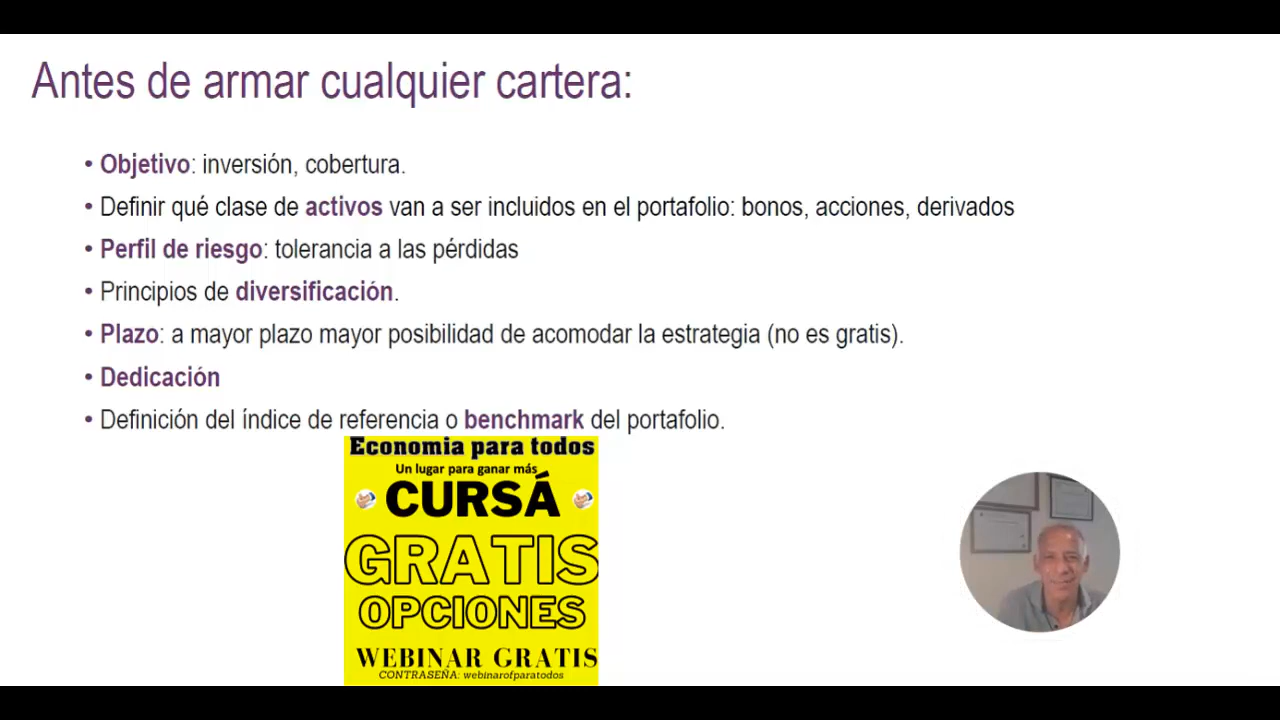 Antes de armar cualquier cartera:
• Objetivo: inversión, cobertura.
• Definir qué clase de activos van a ser incluidos en el portafolio: bonos, acciones, derivados
• Perfil de riesgo: tolerancia a las pérdidas
• Principios de diversificación.
• Plazo: a mayor plazo mayor posibilidad de acomodar la estrategia (no es gratis).
• Dedicación
• Definición del índice de referencia o benchmark del portafolio.
Economia para todos
Un lugar para ganar más
CURSÁ
GRATIS
OPCIONES
WEBINAR GRATIS
CONTRASEÑA: webinarofparatodos